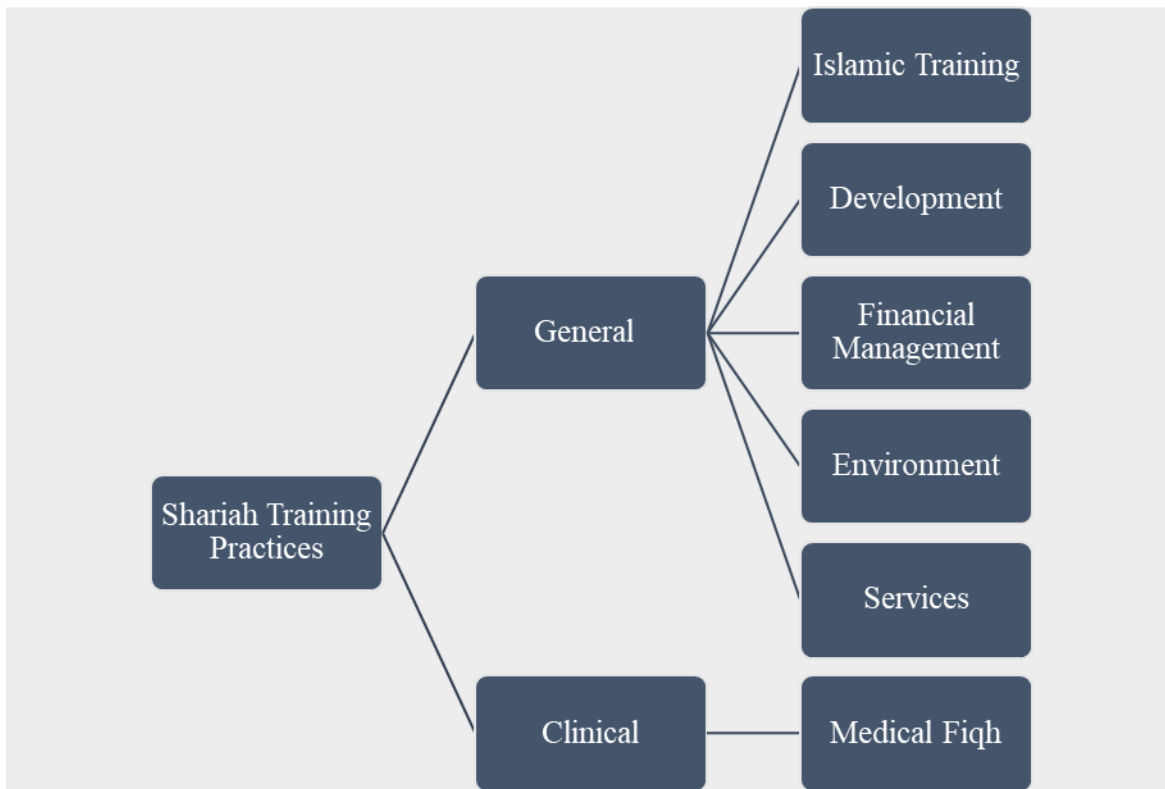 Shariah Training
Practices
General
Islamic Training
Development
Financial
Management
Environment
Services
Clinical
Medical Fiqh